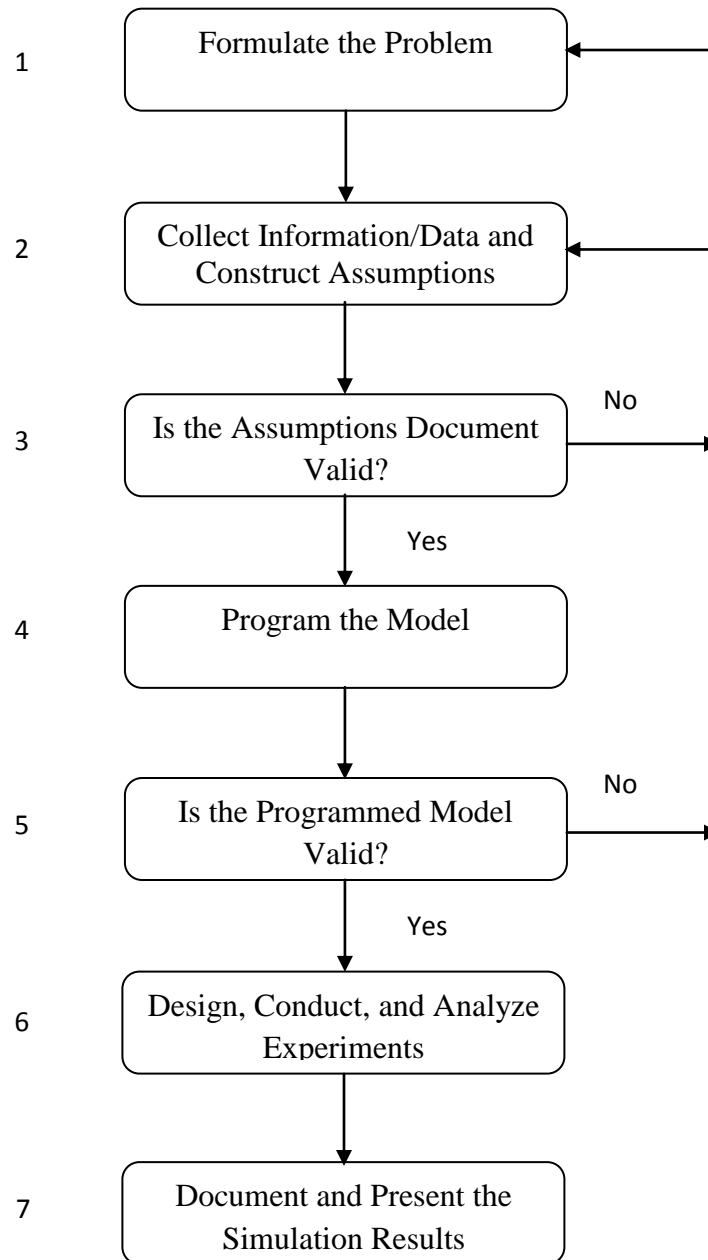 1
Formulate the Problem
2
Collect Information/Data and
Construct Assumptions
3
Is the Assumptions Document
Valid?
No
Yes
4
Program the Model
5
Is the Programmed Model
Valid?
No
Yes
6
Design, Conduct, and Analyze
Experiments
7
Document and Present the
Simulation Results